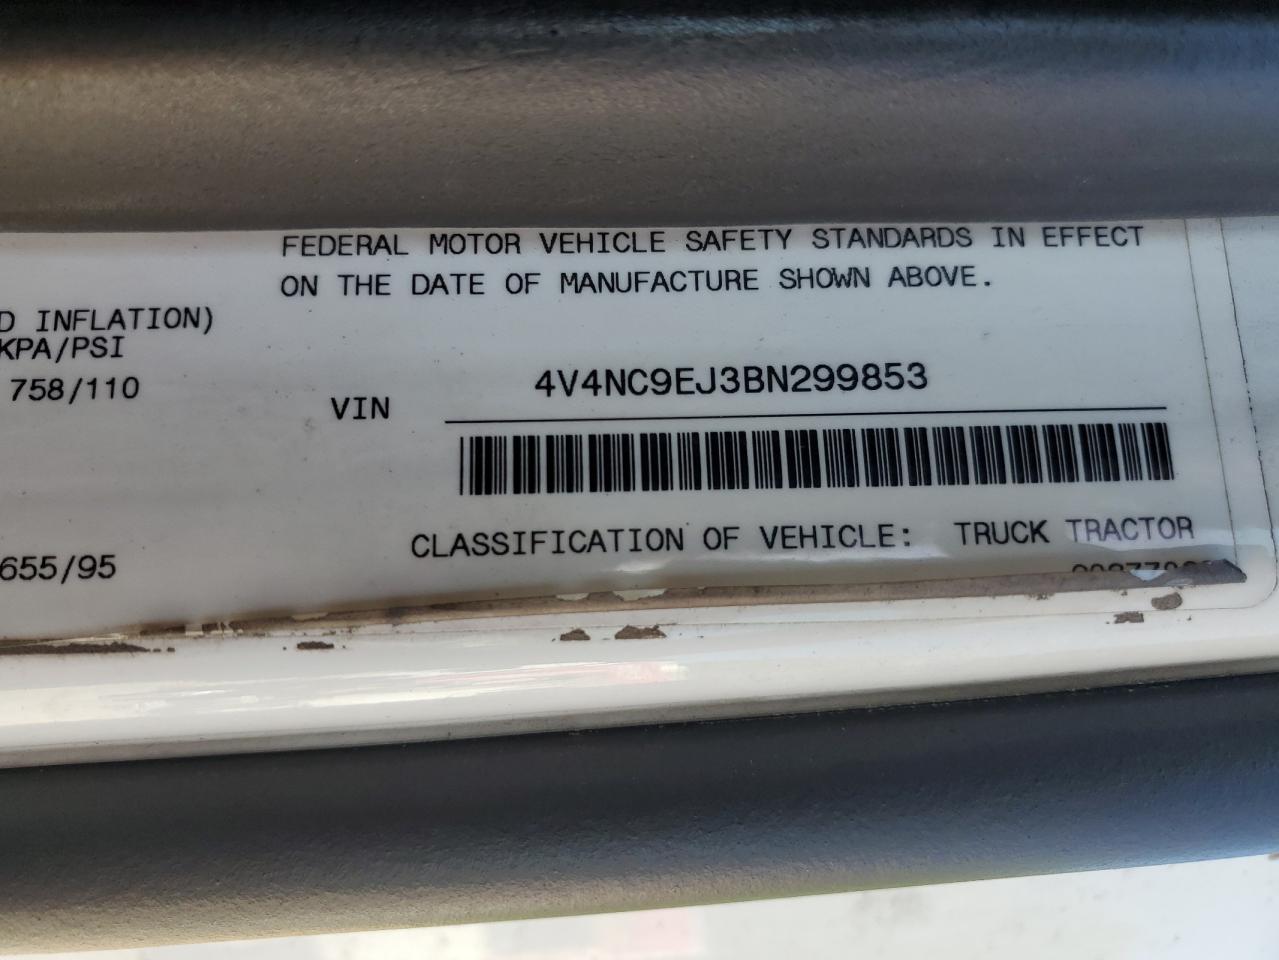 FEDERAL MOTOR VEHICLE SAFETY STANDARDS IN EFFECT
ON THE DATE OF MANUFACTURE SHOWN ABOVE.
D INFLATION)
KPA/PSI
758/110
VIN 4V4NC9EJ3BN299853
CLASSIFICATION OF VEHICLE: TRUCK TRACTOR
655/95